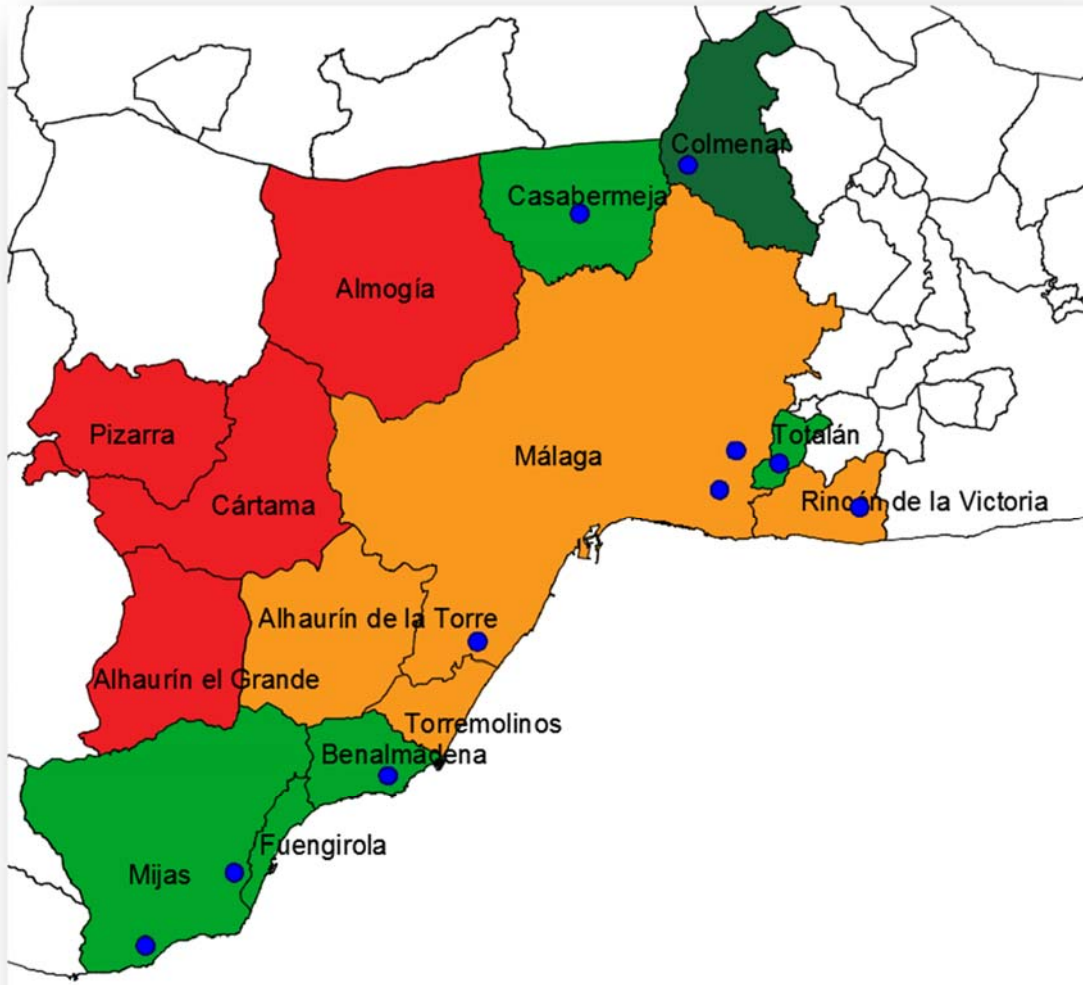 Colmenar
Casabermeja
Almogía
Pizarra
Totalán
Málaga
Cártama
Rincón de la Victoria
Alhaurín de la Torre
Alhaurín el Grande
Torremolinos
Benalmádena
Fuengirola
Mijas